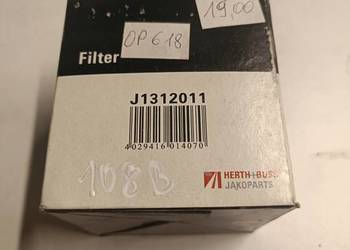 19,00
OP 618
Filter
J1312011
4029416014070
108B
HERTH+BUSS
JAKOPARTS